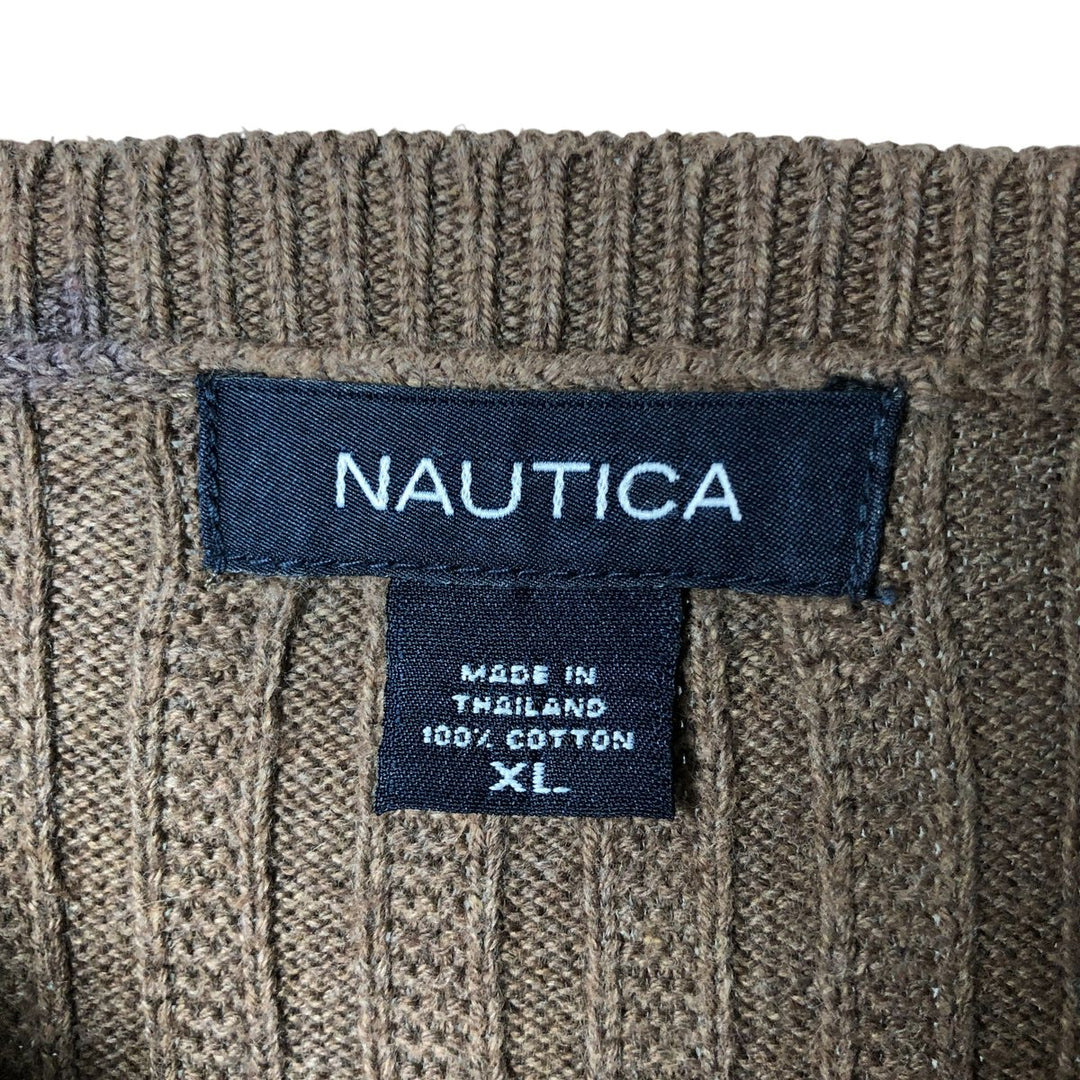 NAUTICA
MADE IN
THAILAND
100% COTTON
XL